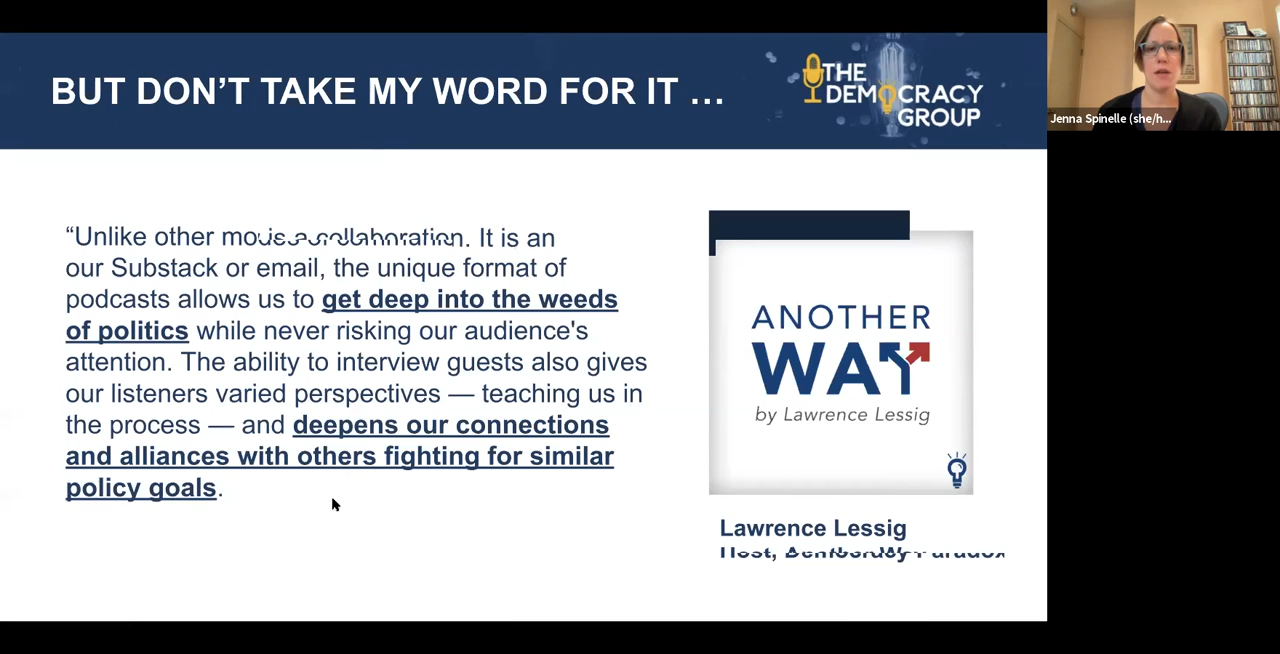 BUT DON’T TAKE MY WORD FOR IT …
THE
DEMOCRACY
GROUP
Jenna Spinelle (she/h...
“Unlike other collaboration. It is an
our Substack or email, the unique format of
podcasts allows us to get deep into the weeds
of politics while never risking our audience's
attention. The ability to interview guests also gives
our listeners varied perspectives — teaching us in
the process — and deepens our connections
and alliances with others fighting for similar
policy goals.
ANOTHER
WAY
by Lawrence Lessig
Lawrence Lessig
Host,